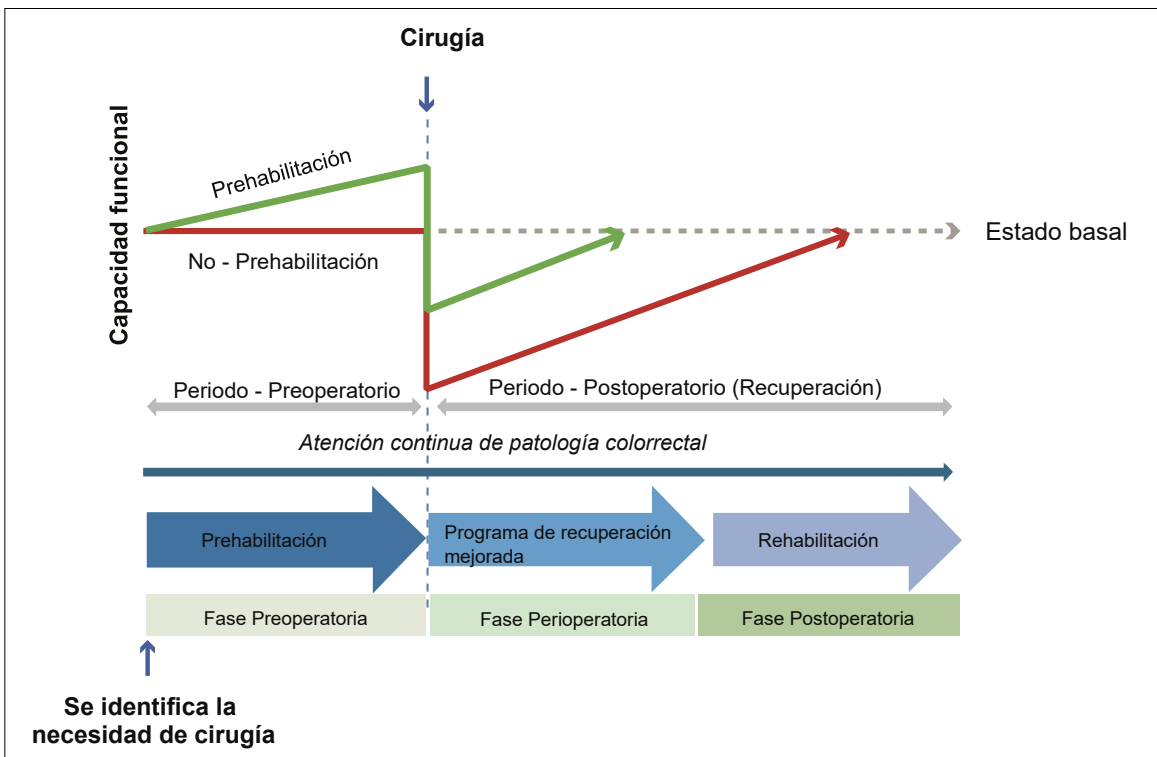 Cirugía
Capacidad funcional
Prehabilitación
No - Prehabilitación
Estado basal
Periodo - Preoperatorio
Periodo - Postoperatorio (Recuperación)
Atención continua de patología colorrectal
Prehabilitación
Programa de recuperación
mejorada
Rehabilitación
Fase Preoperatoria
Fase Perioperatoria
Fase Postoperatoria
Se identifica la
necesidad de cirugía